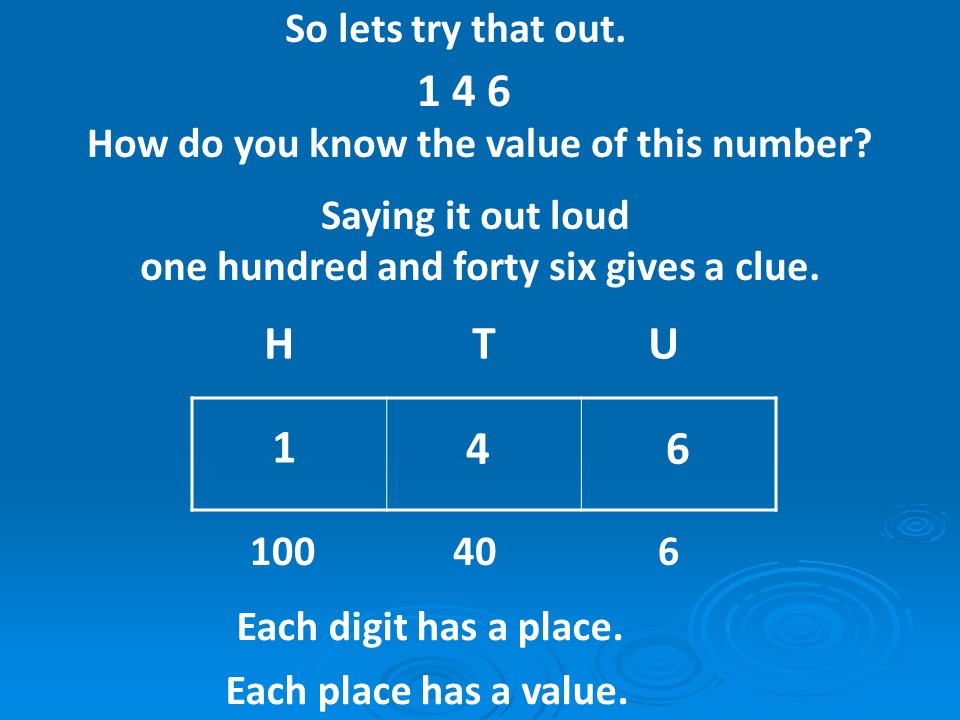 So lets try that out.
1 4 6
How do you know the value of this number?
Saying it out loud
one hundred and forty six gives a clue.
H T U
1 4 6
100 40 6
Each digit has a place.
Each place has a value.